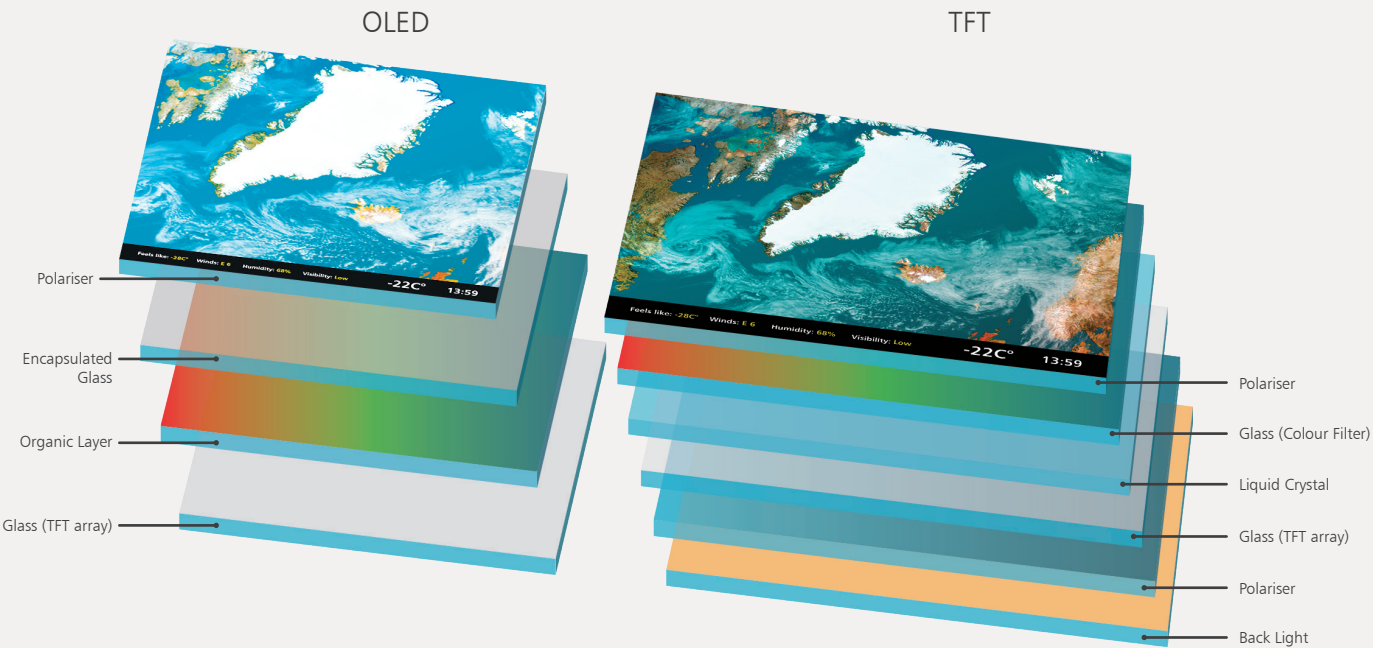 OLED
TFT
Feels like: -28C° Winds: E 6 Humidity: 68% Visibility: Low -22C° 13:59
Polariser
Encapsulated
Glass
Organic Layer
Glass (TFT array)
Feels like: -28C° Winds: E 6 Humidity: 68% Visibility: Low -22C° 13:59
Polariser
Glass (Colour Filter)
Liquid Crystal
Glass (TFT array)
Polariser
Back Light